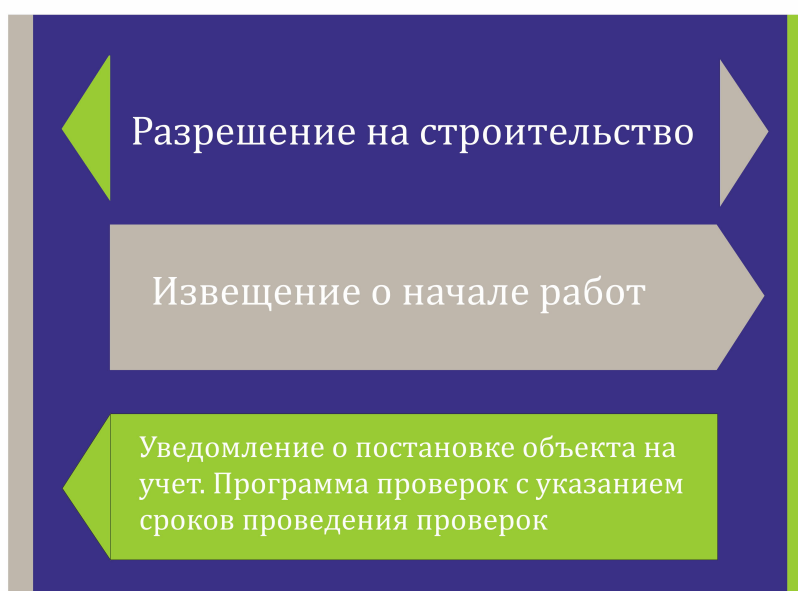 Разрешение на строительство
Извещение о начале работ
Уведомление о постановке объекта на
учет. Программа проверок с указанием
сроков проведения проверок